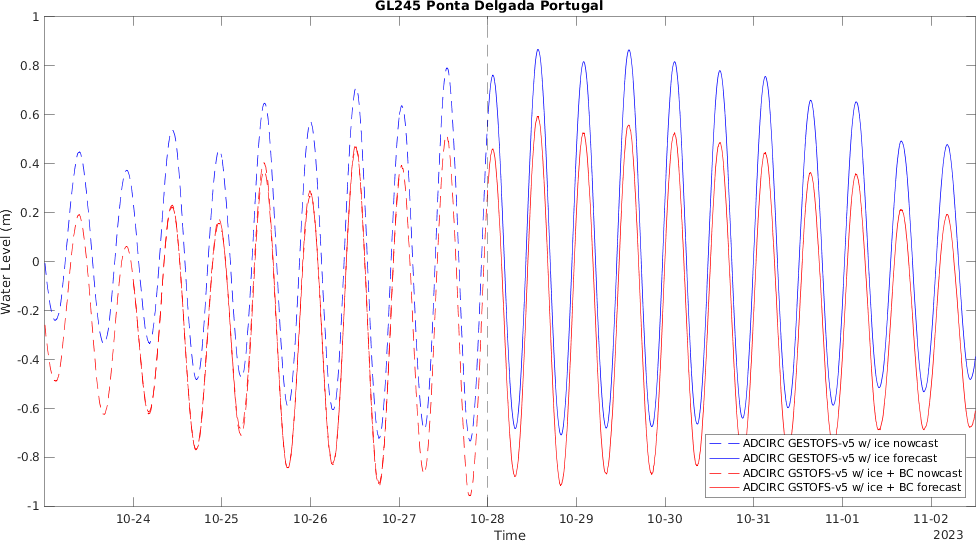 GL245 Ponta Delgada Portugal
1
0.8
0.6
0.4
0.2
0
-0.2
-0.4
-0.6
-0.8
-1
Water Level (m)
ADCIRC GESTOFS-v5 w/ ice nowcast
ADCIRC GESTOFS-v5 w/ ice forecast
ADCIRC GSTOFS-v5 w/ ice + BC nowcast
ADCIRC GSTOFS-v5 w/ ice + BC forecast
10-24 10-25 10-26 10-27 10-28 10-29 10-30 10-31 11-01 11-02
Time
2023